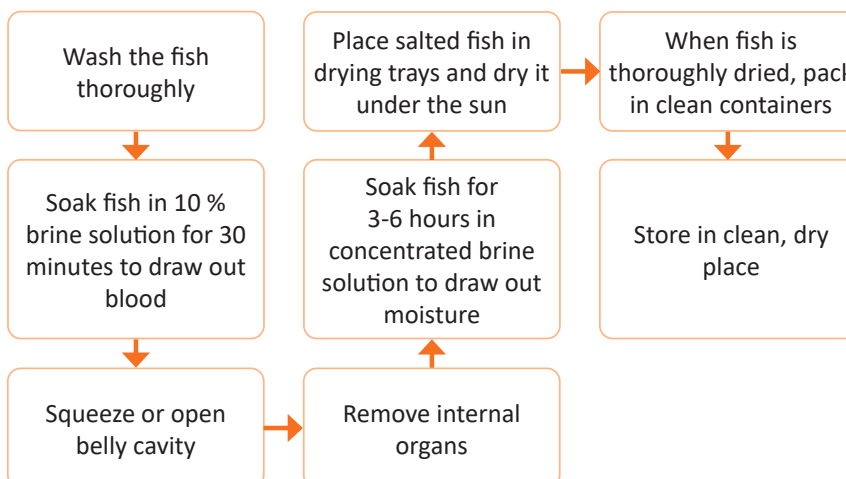 Wash the fish
thoroughly
Soak fish in 10 %
brine solution for 30
minutes to draw out
blood
Squeeze or open
belly cavity
Remove internal
organs
Soak fish for
3-6 hours in
concentrated brine
solution to draw out
moisture
Place salted fish in
drying trays and dry it
under the sun
When fish is
thoroughly dried, pack
in clean containers
Store in clean, dry
place